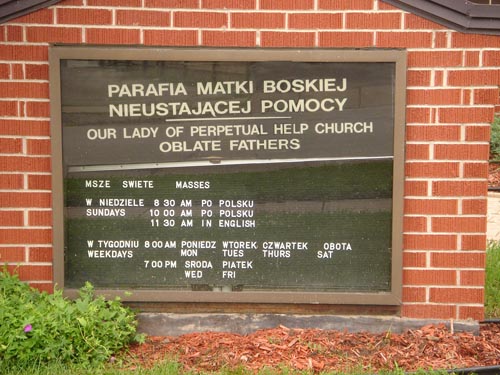 PARAFIA MATKI BOSKIEJ
NIEUSTAJĄCEJ POMOCY
OUR LADY OF PERPETUAL HELP CHURCH
OBLATE FATHERS
MSZE SWIETE MASSES
W NIEDZIELE 8 30 AM PO POLSKU
SUNDAYS 10 00 AM PO POLSKU
11 30 AM IN ENGLISH
W TYGODNIU 8 00 AM PONIEDZ WTOREK CZWARTEK OBOTA
WEEKDAYS MON TUES THURS SAT
7 00 PM SRODA PIATEK
WED FRI